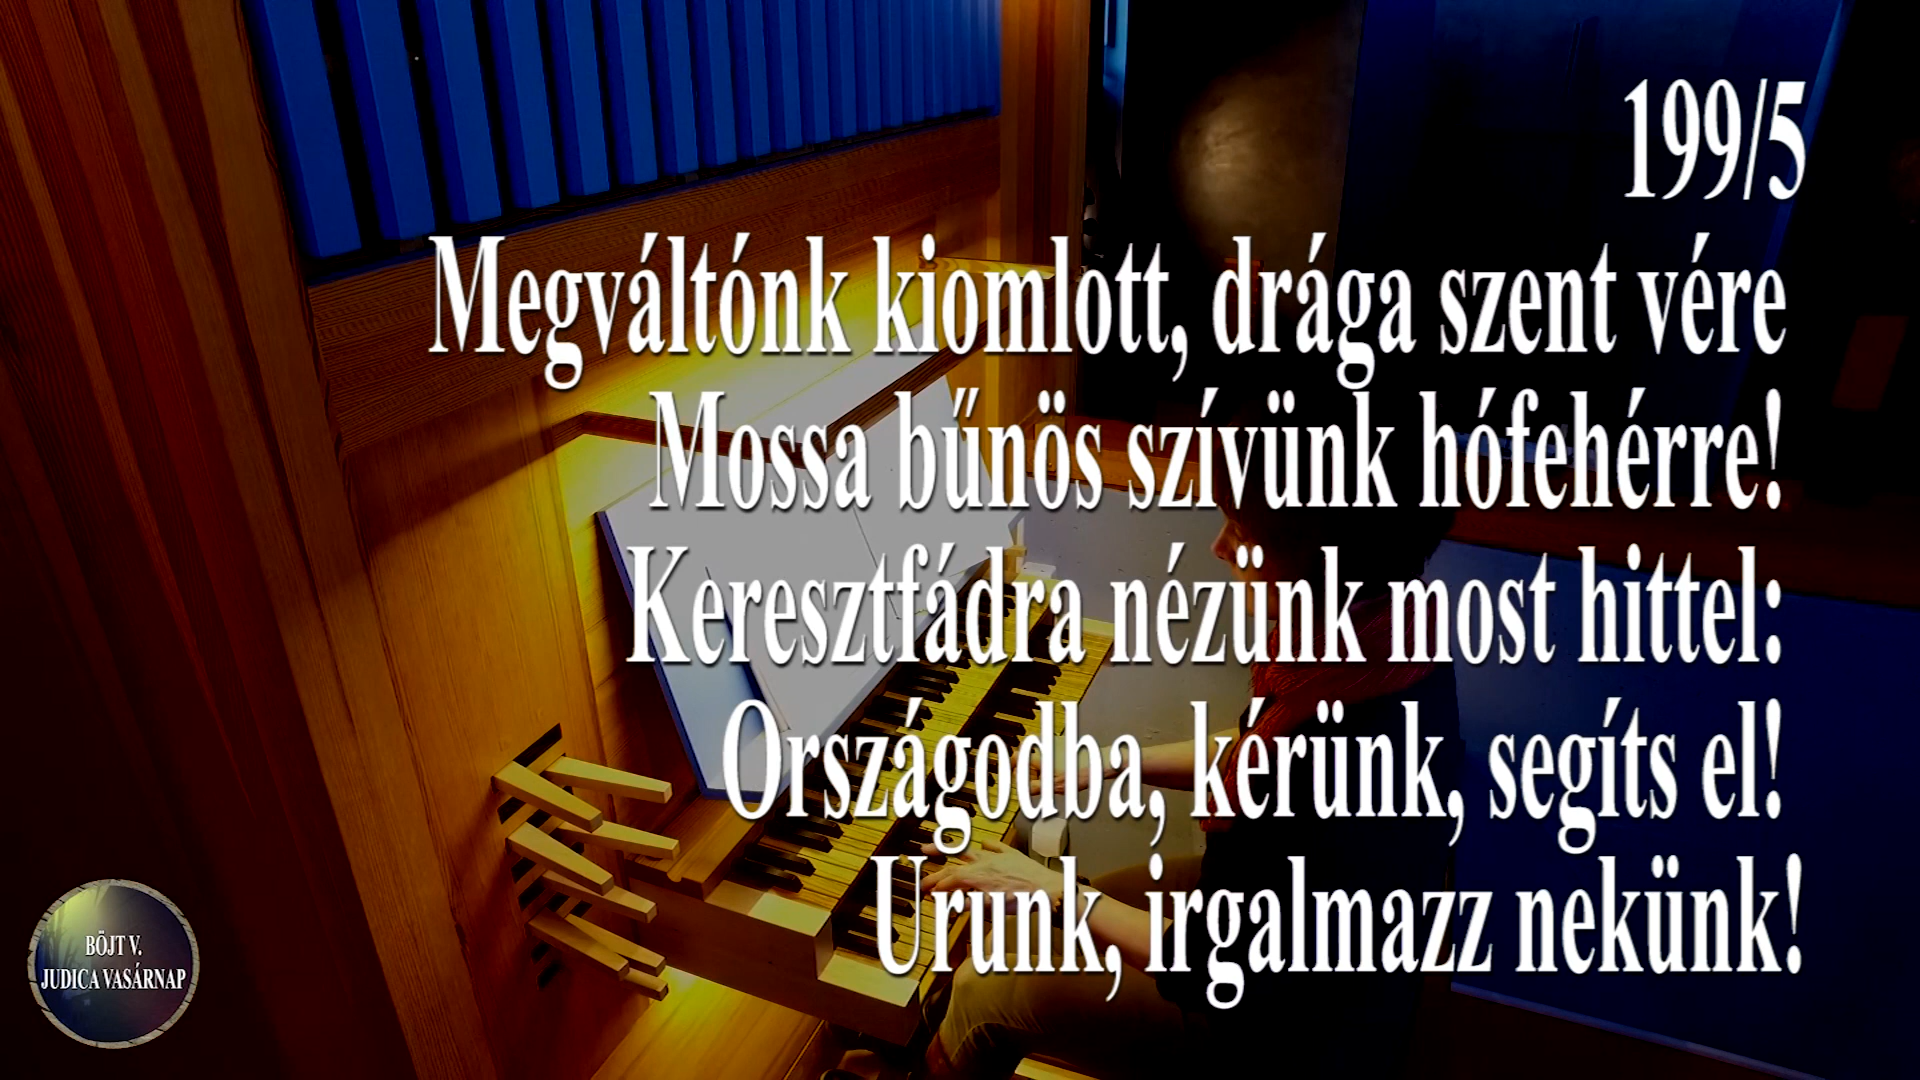 199/5
Megváltónk kiomlott, drága szent vére
Mossa bűnös szívünk hófehérre!
Keresztfádra nézünk most hittel:
Országodba, kérünk, segíts el!
Urunk, irgalmazz nekünk!
BÖJT V.
JUDICA VASÁRNAP